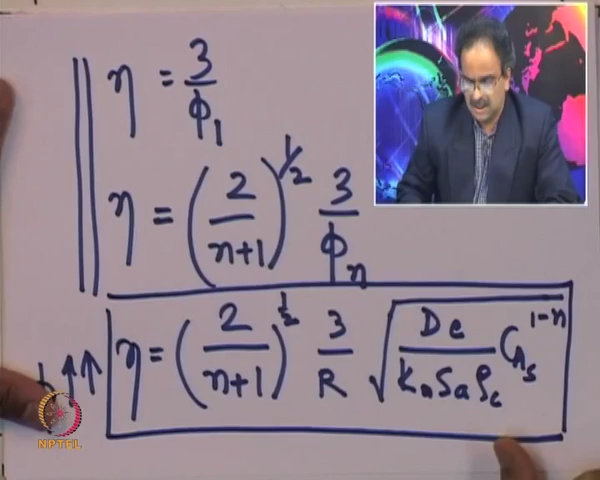 η = 3/ϕ₁
η = (2/(n+1))^(1/2) 3/ϕₙ
η = (2/(n+1))^(1/2) 3/R √(De/(kₙ Sₐ ρ_c) C_As^(1-n))
NPTEL